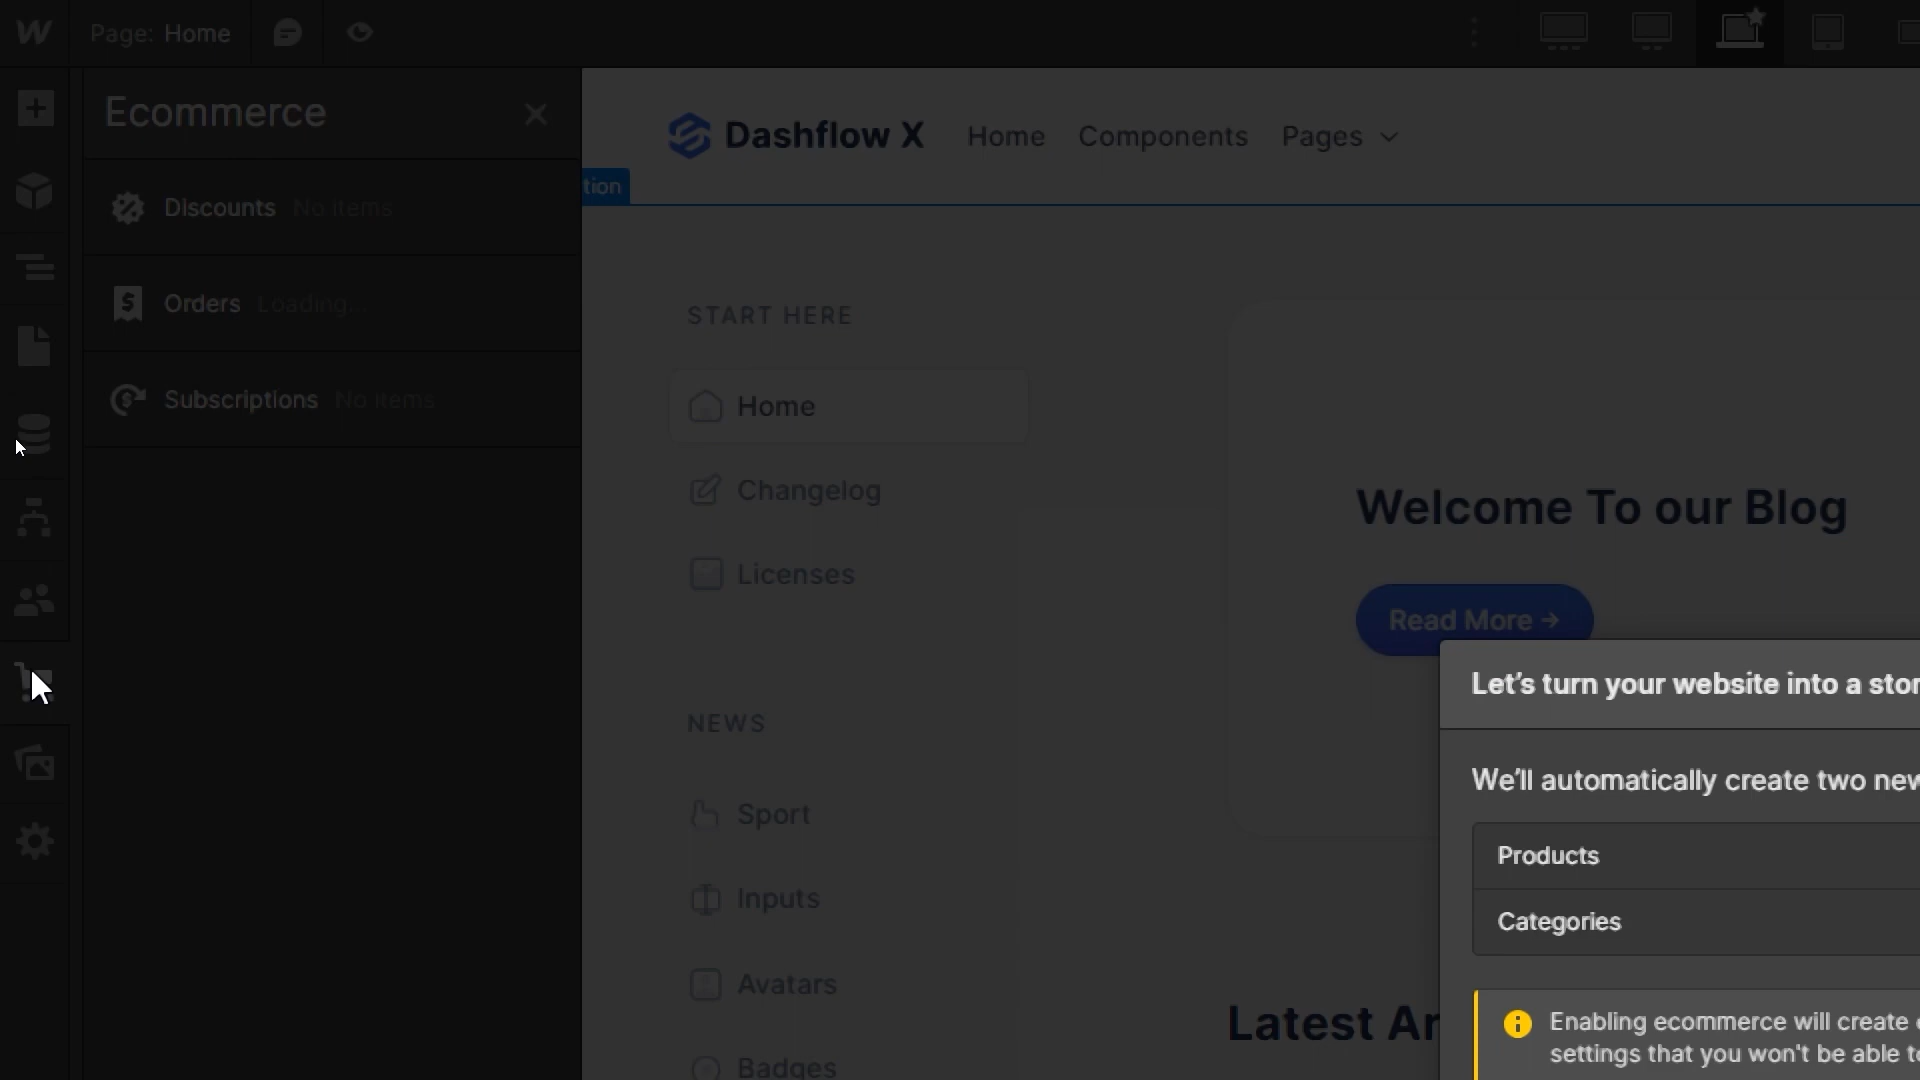 Page: Home
Ecommerce
Discounts No items
Orders Loading...
Subscriptions No items
Dashflow X Home Components Pages
tion
START HERE
Home
Changelog
Licenses
NEWS
Sport
Inputs
Avatars
Badges
Welcome To our Blog
Read More →
Latest Ar
Let's turn your website into a stor
We'll automatically create two new
Products
Categories
Enabling ecommerce will create
settings that you won't be able to